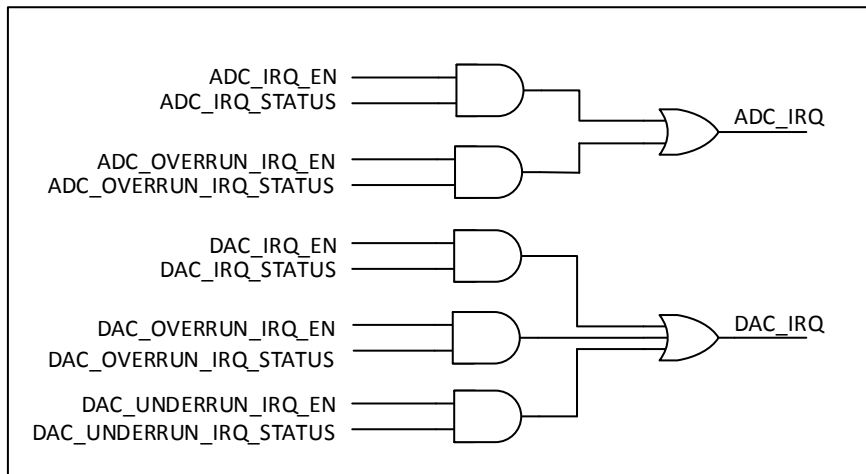 ADC_IRQ_EN
ADC_IRQ_STATUS
ADC_IRQ
ADC_OVERRUN_IRQ_EN
ADC_OVERRUN_IRQ_STATUS
DAC_IRQ_EN
DAC_IRQ_STATUS
DAC_OVERRUN_IRQ_EN
DAC_IRQ
DAC_OVERRUN_IRQ_STATUS
DAC_UNDERRUN_IRQ_EN
DAC_UNDERRUN_IRQ_STATUS